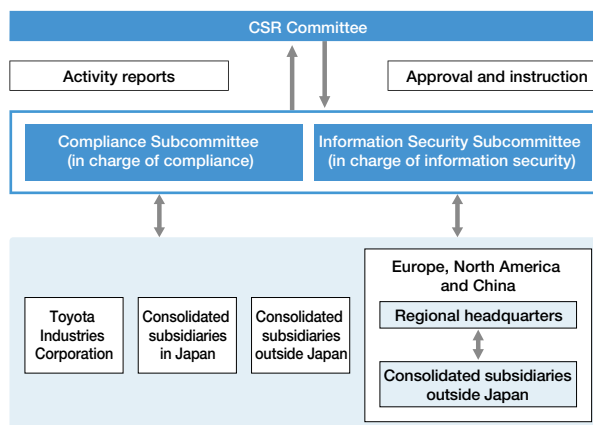 CSR Committee
Activity reports
Approval and instruction
Compliance Subcommittee
(in charge of compliance)
Information Security Subcommittee
(in charge of information security)
Toyota
Industries
Corporation
Consolidated
subsidiaries
in Japan
Consolidated
subsidiaries
outside Japan
Europe, North America
and China
Regional headquarters
Consolidated subsidiaries
outside Japan